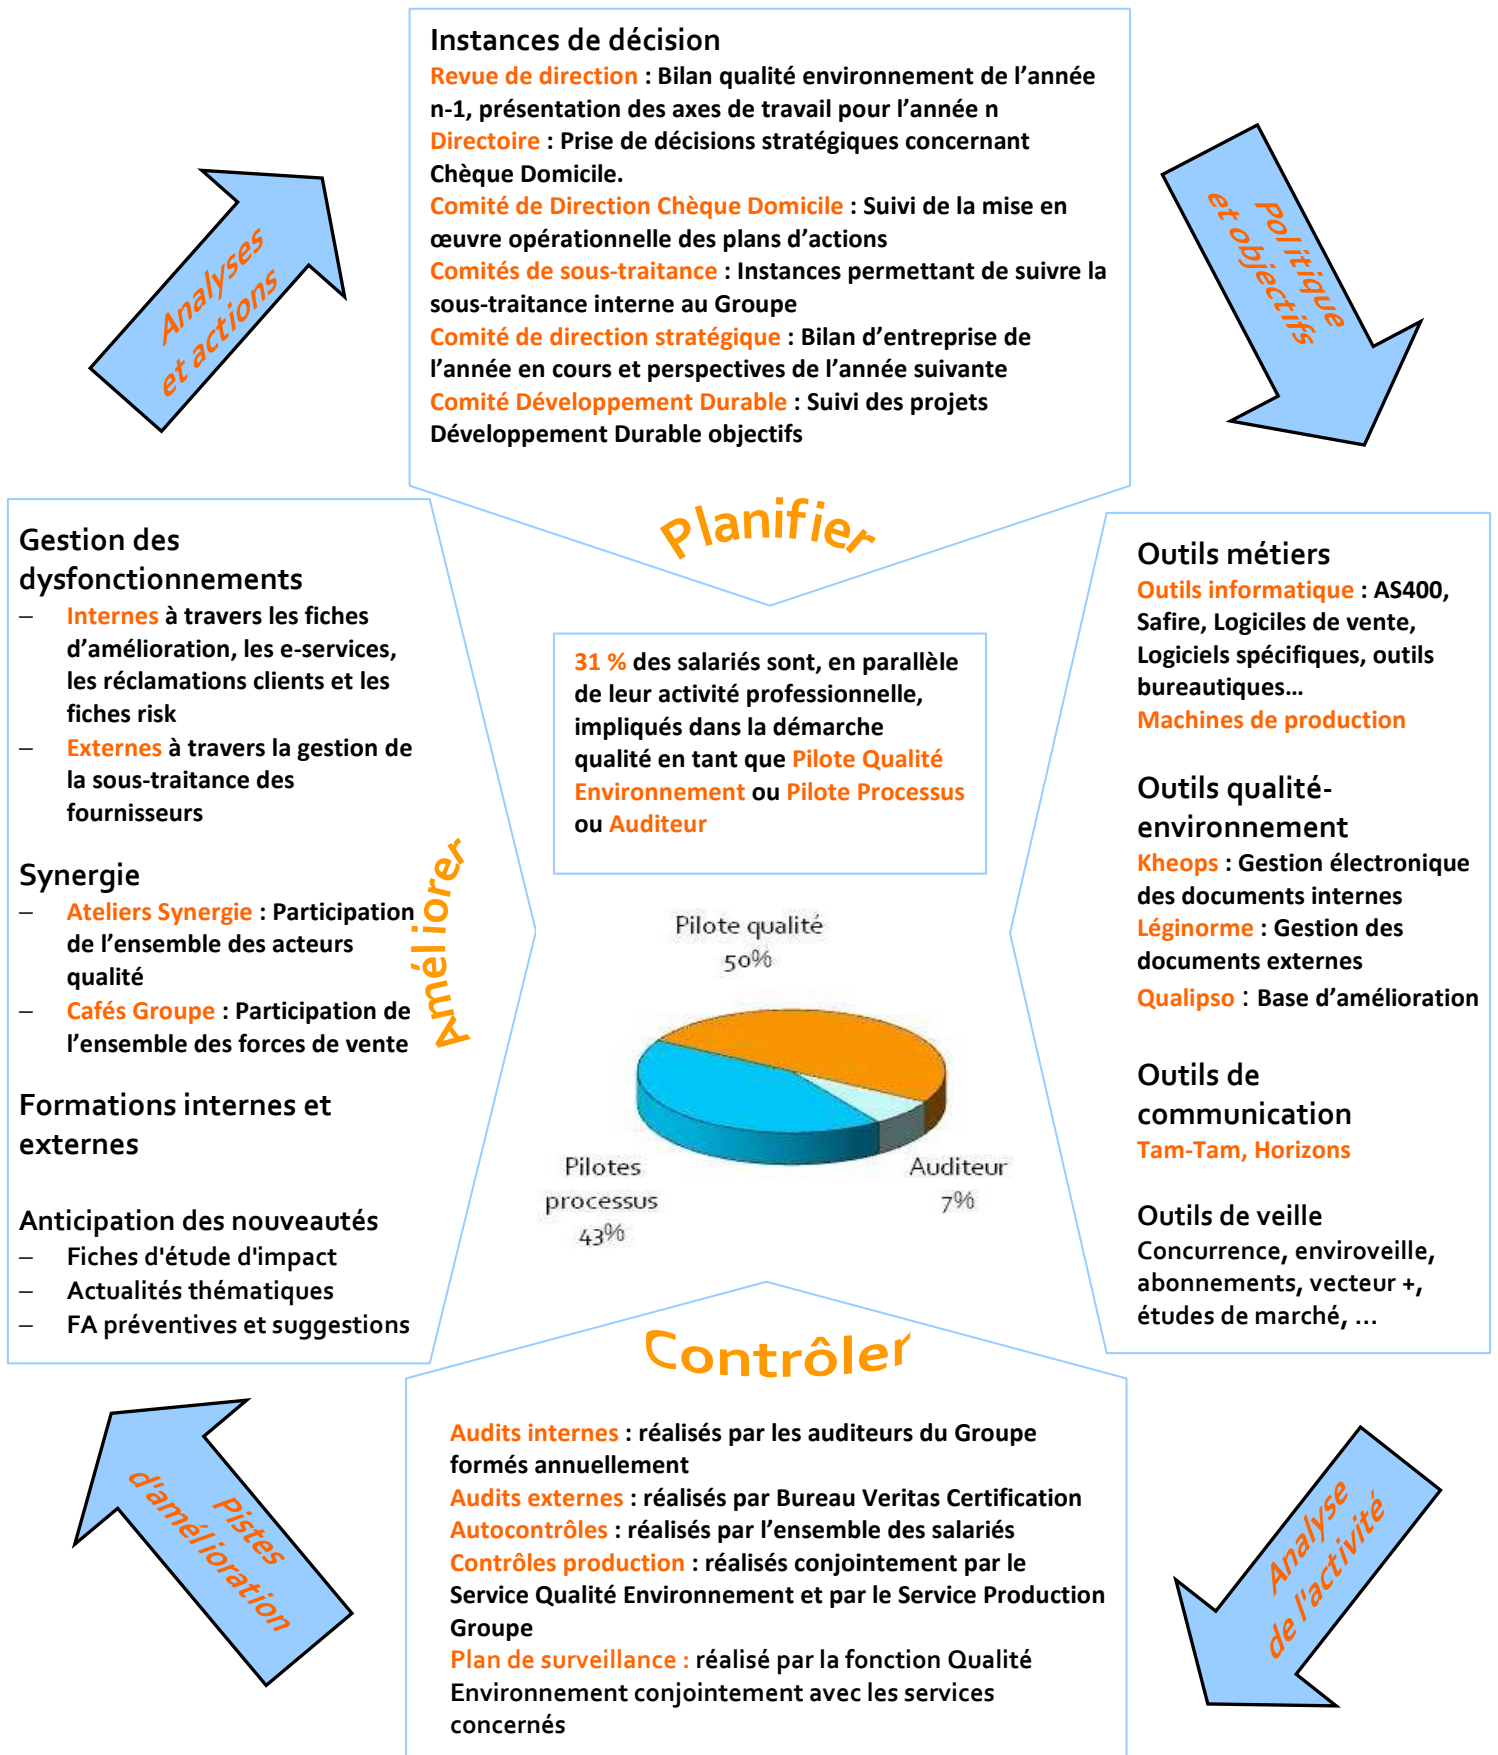 Instances de décision
Revue de direction : Bilan qualité environnement de l’année
n-1, présentation des axes de travail pour l’année n
Directoire : Prise de décisions stratégiques concernant
Chèque Domicile.
Comité de Direction Chèque Domicile : Suivi de la mise en
œuvre opérationnelle des plans d’actions
Comités de sous-traitance : Instances permettant de suivre la
sous-traitance interne au Groupe
Comité de direction stratégique : Bilan d’entreprise de
l’année en cours et perspectives de l’année suivante
Comité Développement Durable : Suivi des projets
Développement Durable objectifs
Planifier
Analyses
et actions
Politique
et objectifs
Gestion des
dysfonctionnements
– Internes à travers les fiches
d’amélioration, les e-services,
les réclamations clients et les
fiches risk
– Externes à travers la gestion de
la sous-traitance des
fournisseurs
Synergie
– Ateliers Synergie : Participation
de l’ensemble des acteurs
qualité
– Cafés Groupe : Participation de
l’ensemble des forces de vente
Formations internes et
externes
Anticipation des nouveautés
– Fiches d'étude d'impact
– Actualités thématiques
– FA préventives et suggestions
Améliorer
31 % des salariés sont, en parallèle
de leur activité professionnelle,
impliqués dans la démarche
qualité en tant que Pilote Qualité
Environnement ou Pilote Processus
ou Auditeur
Pilote qualité
50%
Pilotes
processus
43%
Auditeur
7%
Outils métiers
Outils informatique : AS400,
Safire, Logiciles de vente,
Logiciels spécifiques, outils
bureautiques…
Machines de production
Outils qualité-
environnement
Kheops : Gestion électronique
des documents internes
Léginorme : Gestion des
documents externes
Qualipso : Base d’amélioration
Outils de
communication
Tam-Tam, Horizons
Outils de veille
Concurrence, enviroveille,
abonnements, vecteur +,
études de marché, …
Contrôler
Audits internes : réalisés par les auditeurs du Groupe
formés annuellement
Audits externes : réalisés par Bureau Veritas Certification
Autocontrôles : réalisés par l’ensemble des salariés
Contrôles production : réalisés conjointement par le
Service Qualité Environnement et par le Service Production
Groupe
Plan de surveillance : réalisé par la fonction Qualité
Environnement conjointement avec les services
concernés
Pistes
d'amélioration
Analyse
de l'activité